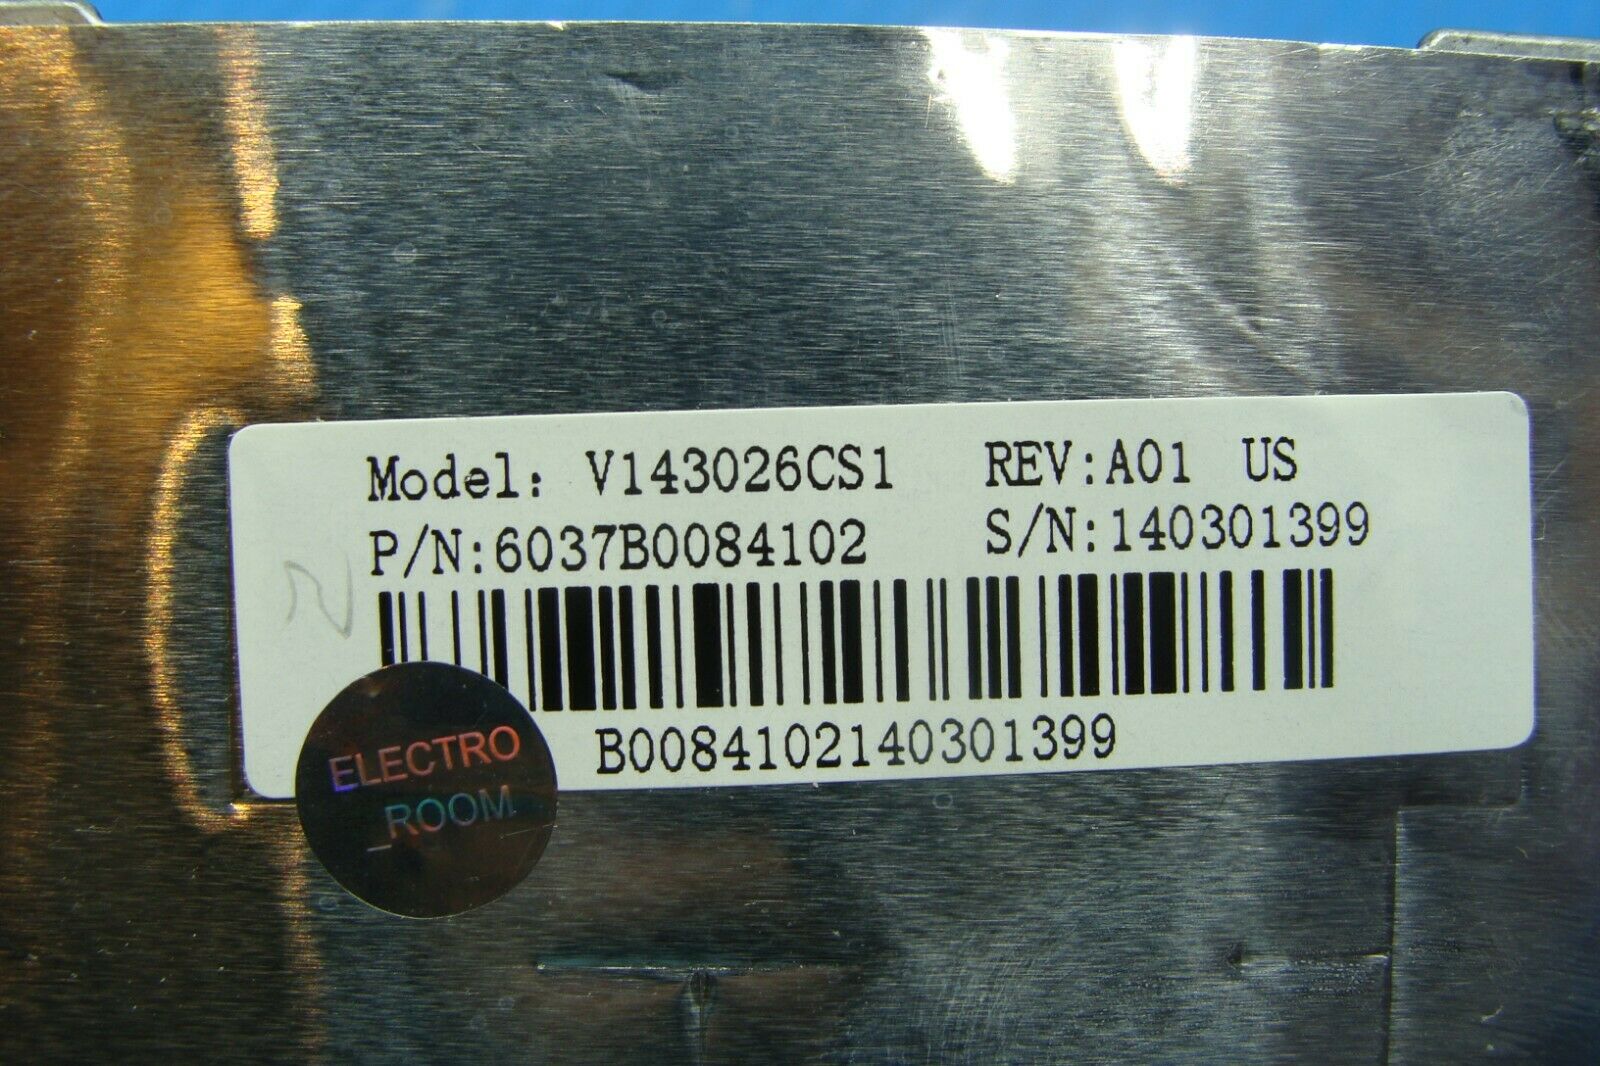 Model: V143026CS1 REV:A01 US
P/N:6037B0084102 S/N:140301399
B0084102140301399
ELECTRO
_ROOM